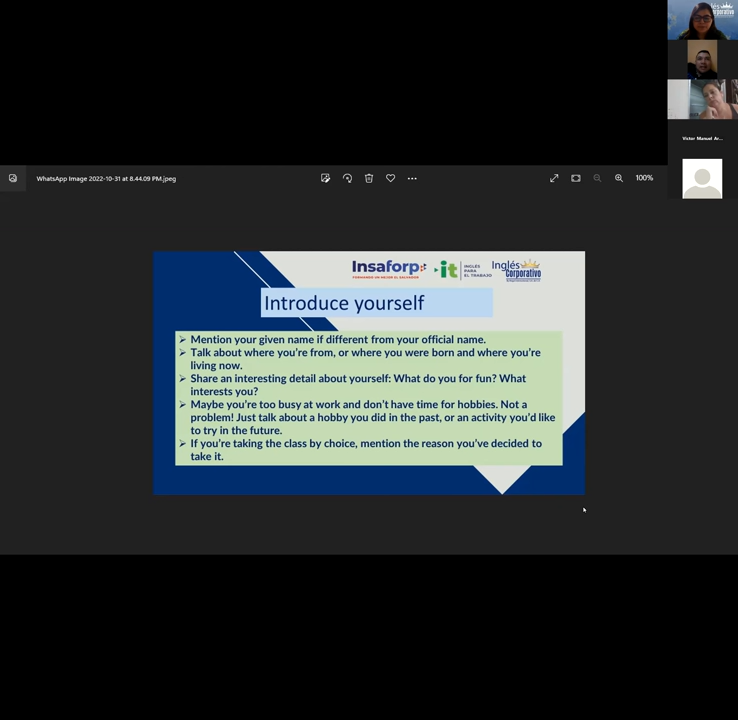 Inglés
Corporativo
Victor Manuel Ar...
WhatsApp Image 2022-10-31 at 8.44.09 PM.jpeg
100%
Insaforp
FORMANDO UN MEJOR EL SALVADOR
it
INGLÉS
PARA
EL TRABAJO
Inglés
Corporativo
Introduce yourself
Mention your given name if different from your official name.
Talk about where you're from, or where you were born and where you're
living now.
Share an interesting detail about yourself: What do you for fun? What
interests you?
Maybe you're too busy at work and don't have time for hobbies. Not a
problem! Just talk about a hobby you did in the past, or an activity you'd like
to try in the future.
If you're taking the class by choice, mention the reason you've decided to
take it.